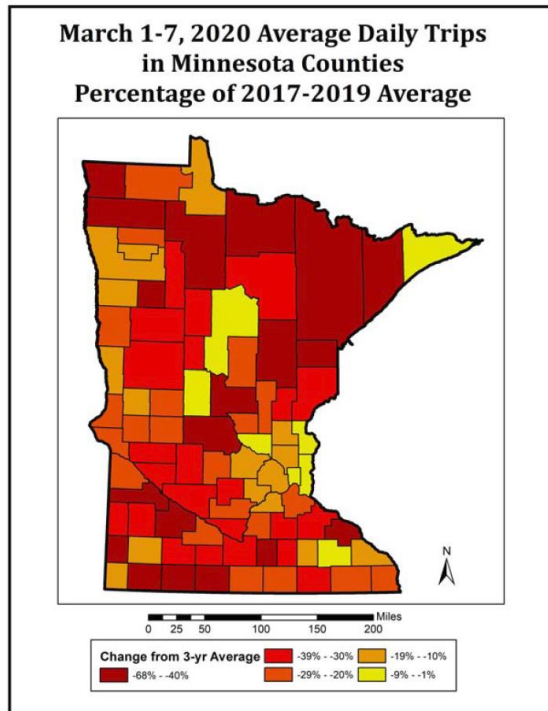 March 1-7, 2020 Average Daily Trips
in Minnesota Counties
Percentage of 2017-2019 Average
N
Miles
0 25 50 100 150 200
Change from 3-yr Average
-68% - -40%
-39% - -30%
-29% - -20%
-19% - -10%
-9% - -1%